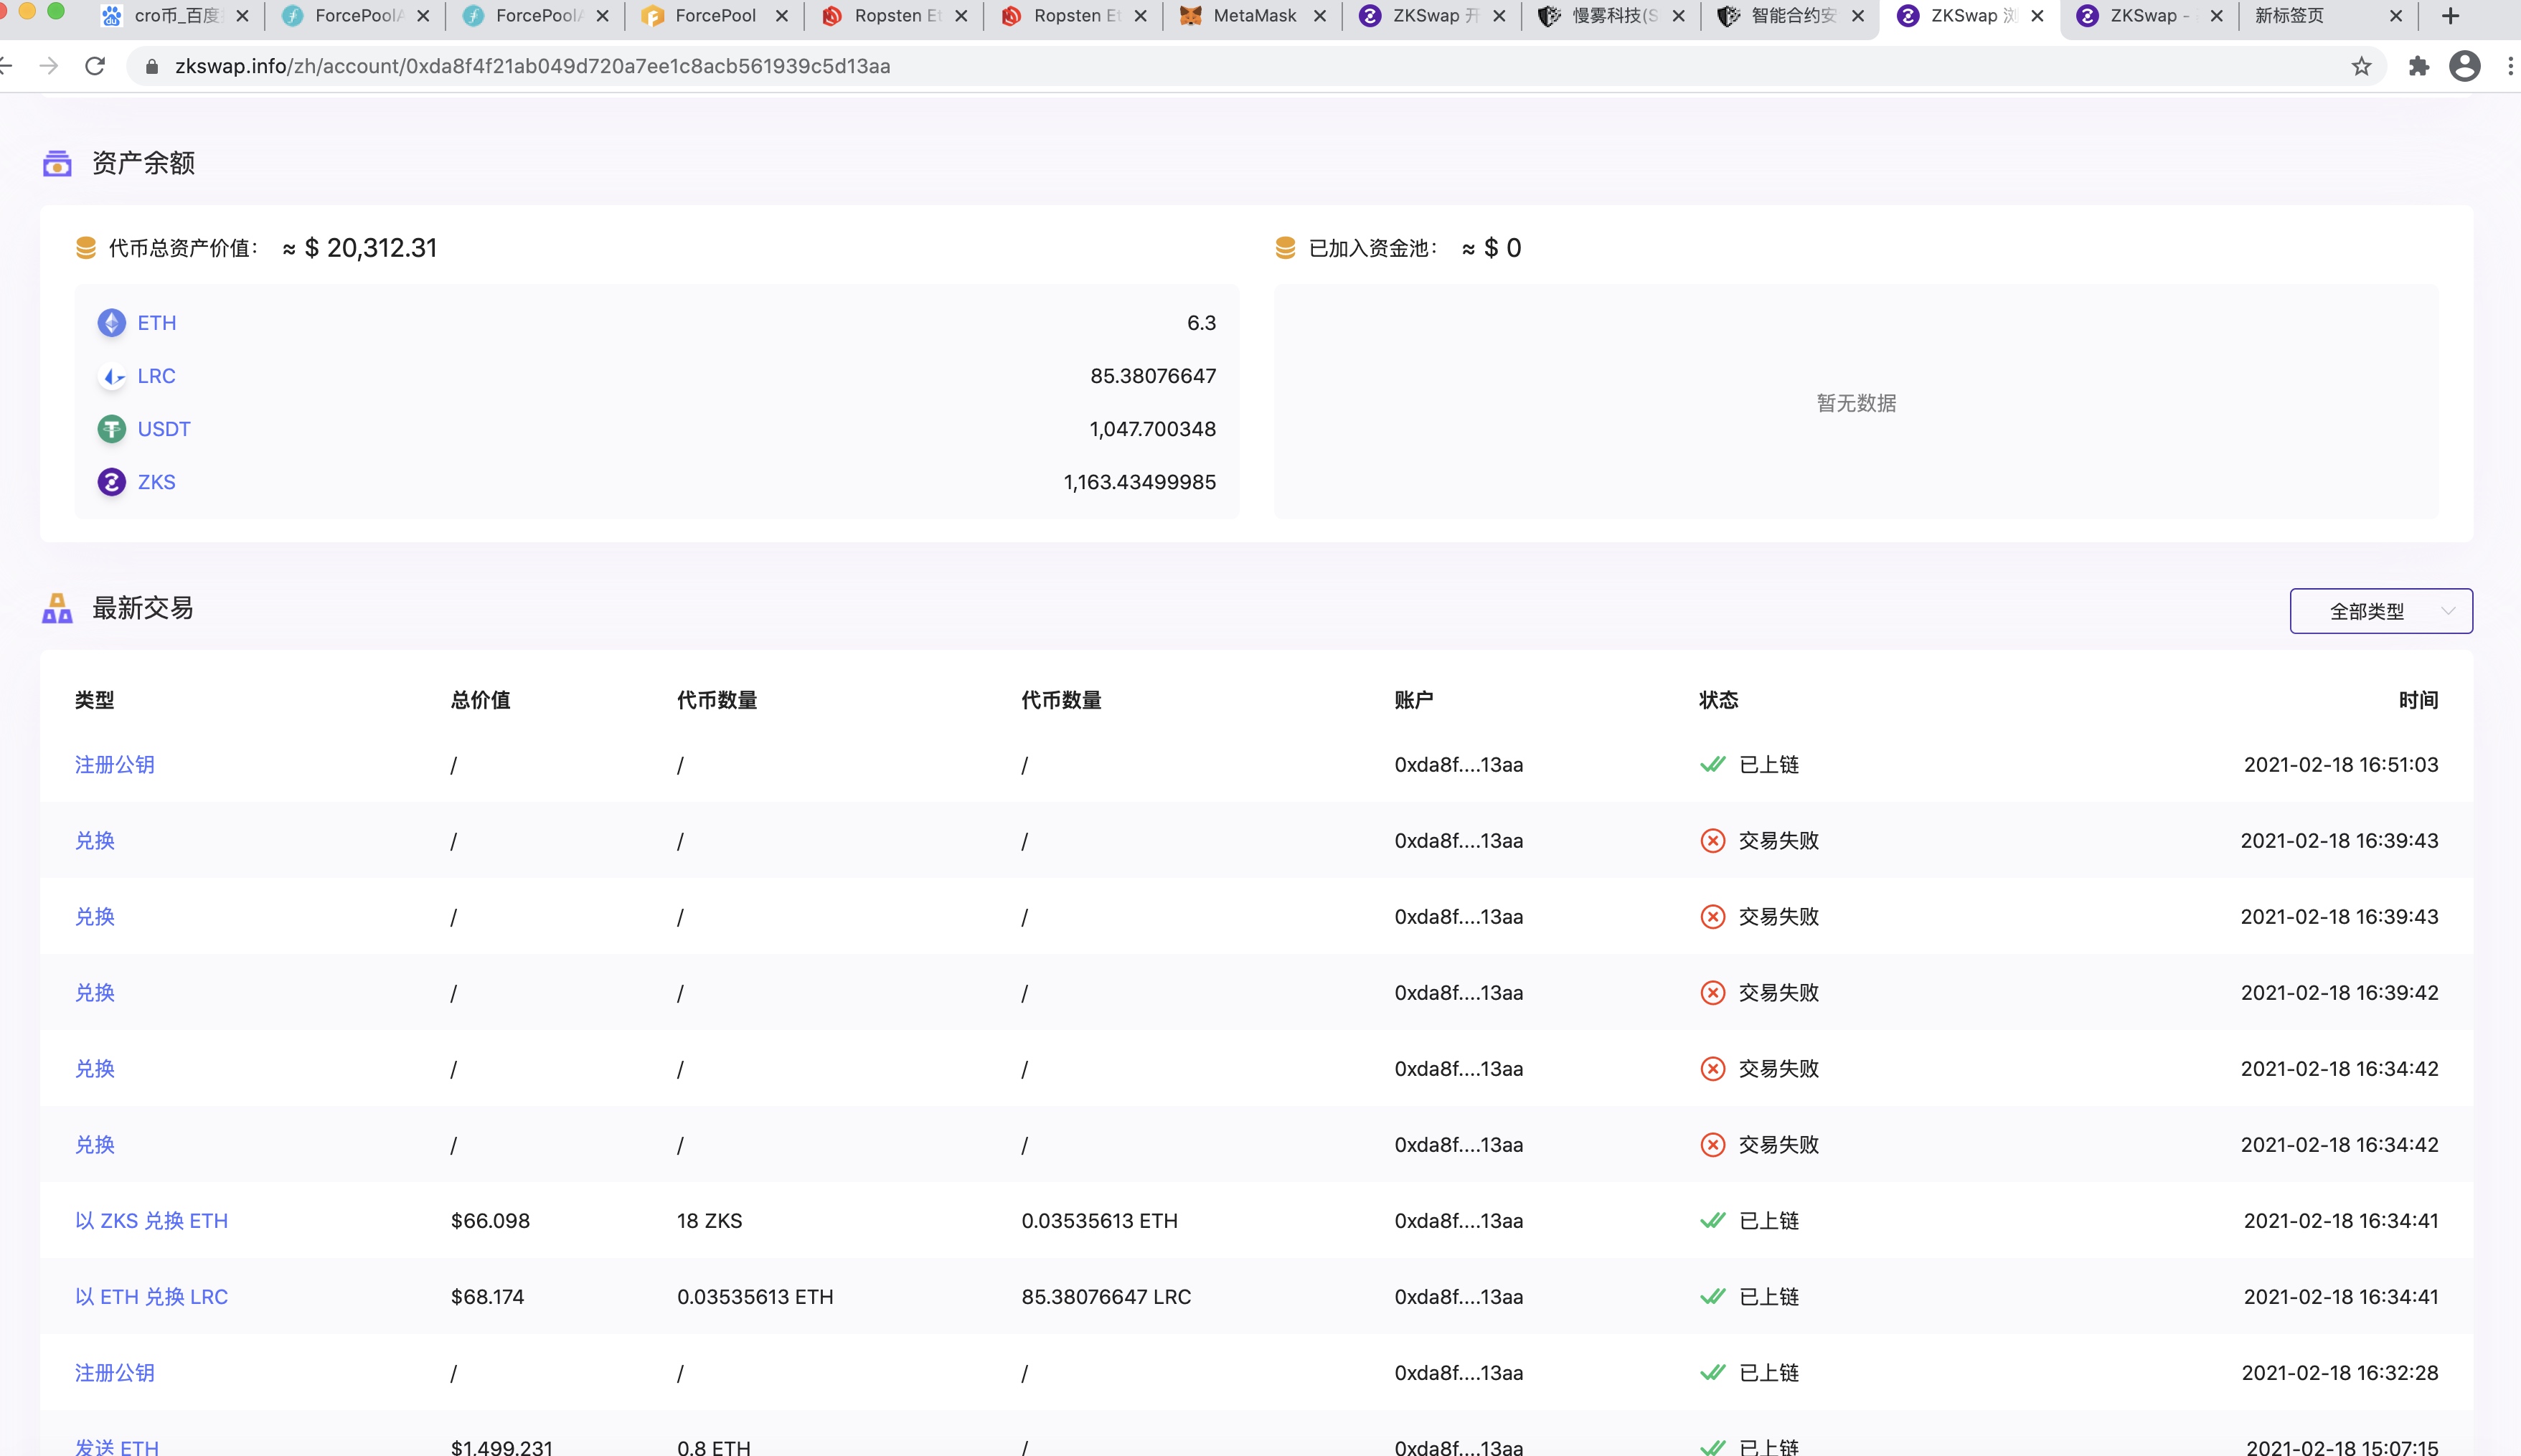 cro币_百度 ForcePool ForcePool ForcePool Ropsten Et Ropsten Et MetaMask ZKSwap 开 慢雾科技(S 智能合约安 ZKSwap 浏 ZKSwap - 新标签页
zkswap.info/zh/account/0xda8f4f21ab049d720a7ee1c8acb561939c5d13aa
资产余额
代币总资产价值： ≈ $ 20,312.31 已加入资金池： ≈ $ 0
ETH 6.3
LRC 85.38076647
USDT 1,047.700348
ZKS 1,163.43499985
暂无数据
最新交易 全部类型
类型 总价值 代币数量 代币数量 账户 状态 时间
注册公钥 / / / 0xda8f....13aa 已上链 2021-02-18 16:51:03
兑换 / / / 0xda8f....13aa 交易失败 2021-02-18 16:39:43
兑换 / / / 0xda8f....13aa 交易失败 2021-02-18 16:39:43
兑换 / / / 0xda8f....13aa 交易失败 2021-02-18 16:39:42
兑换 / / / 0xda8f....13aa 交易失败 2021-02-18 16:34:42
兑换 / / / 0xda8f....13aa 交易失败 2021-02-18 16:34:42
以 ZKS 兑换 ETH $66.098 18 ZKS 0.03535613 ETH 0xda8f....13aa 已上链 2021-02-18 16:34:41
以 ETH 兑换 LRC $68.174 0.03535613 ETH 85.38076647 LRC 0xda8f....13aa 已上链 2021-02-18 16:34:41
注册公钥 / / / 0xda8f....13aa 已上链 2021-02-18 16:32:28
发送 ETH $1,499.231 0.8 ETH / 0xda8f....13aa 已上链 2021-02-18 15:07:15